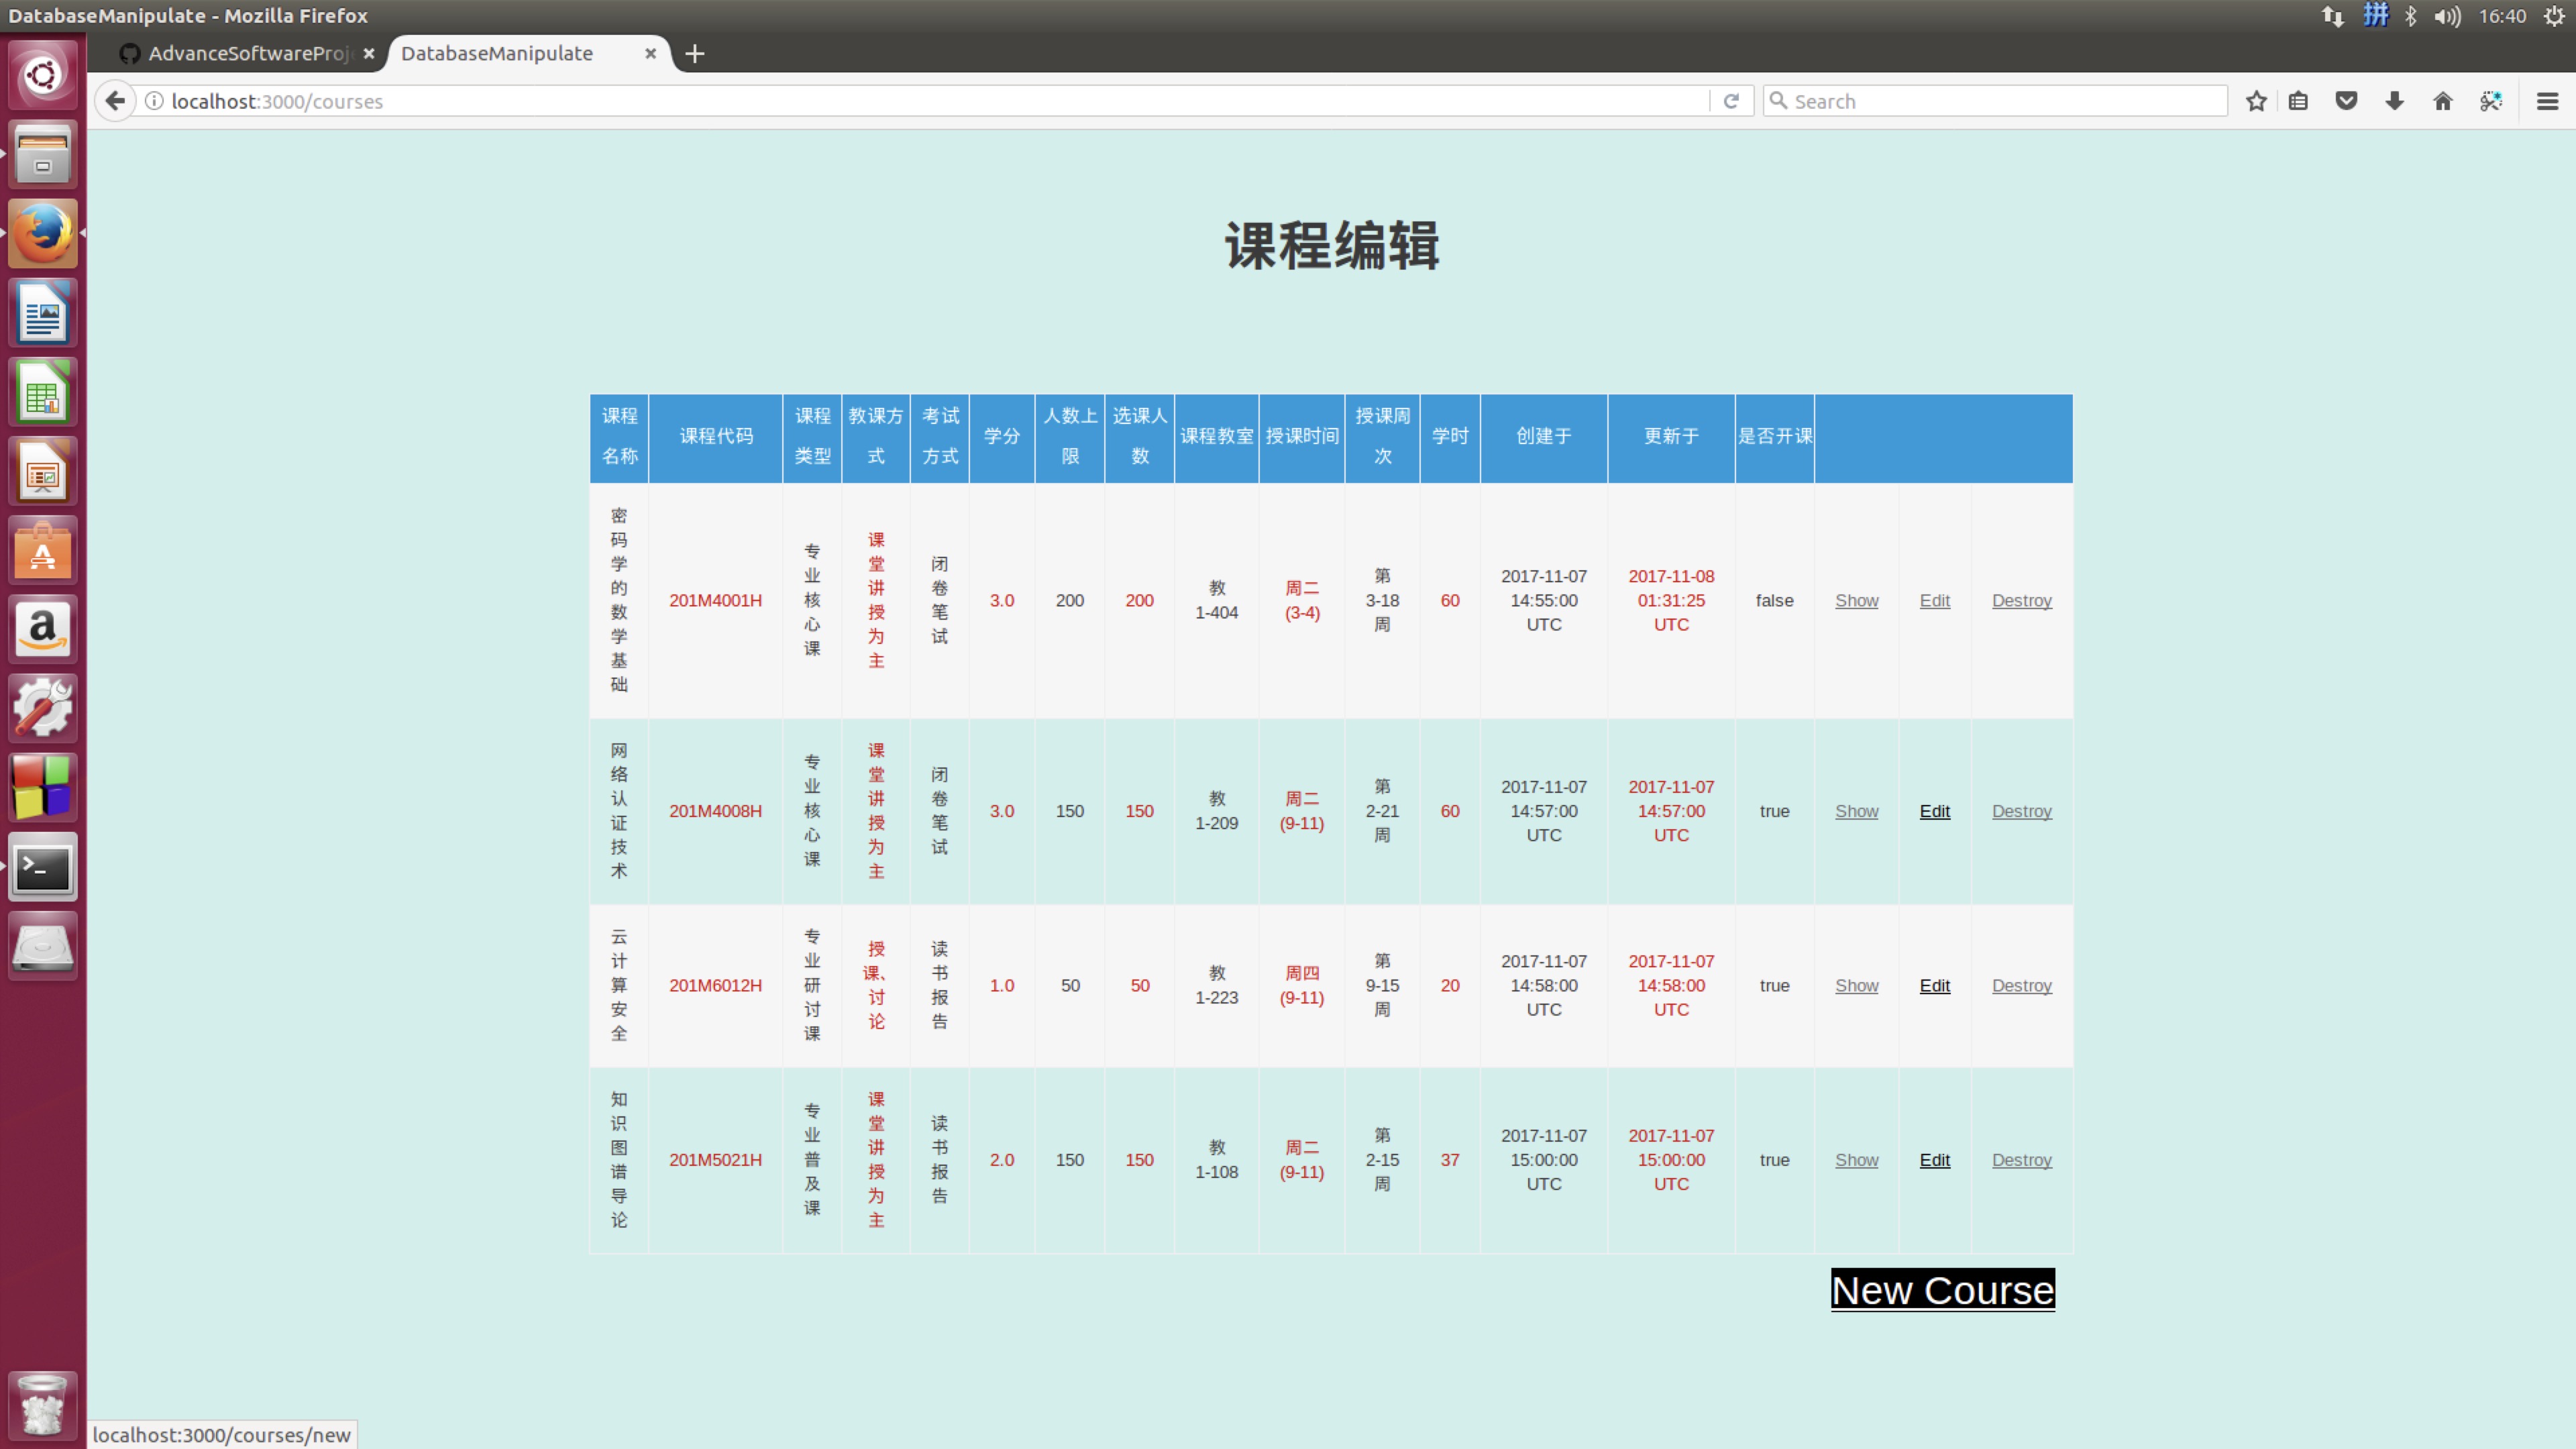 DatabaseManipulate - Mozilla Firefox
拼 16:40
AdvanceSoftwareProj
DatabaseManipulate
localhost:3000/courses
Search
课程编辑
课程名称 课程代码 课程类型 教课方式 考试方式 学分 人数上限 选课人数 课程教室 授课时间 授课周次 学时 创建于 更新于 是否开课
密码学的数学基础 201M4001H 专业核心课 课堂讲授为主 闭卷笔试 3.0 200 200 教1-404 周二(3-4) 第3-18周 60 2017-11-07 14:55:00 UTC 2017-11-08 01:31:25 UTC false Show Edit Destroy
网络认证技术 201M4008H 专业核心课 课堂讲授为主 闭卷笔试 3.0 150 150 教1-209 周二(9-11) 第2-21周 60 2017-11-07 14:57:00 UTC 2017-11-07 14:57:00 UTC true Show Edit Destroy
云计算安全 201M6012H 专业研讨课 授课、讨论 读书报告 1.0 50 50 教1-223 周四(9-11) 第9-15周 20 2017-11-07 14:58:00 UTC 2017-11-07 14:58:00 UTC true Show Edit Destroy
知识图谱导论 201M5021H 专业普及课 课堂讲授为主 读书报告 2.0 150 150 教1-108 周二(9-11) 第2-15周 37 2017-11-07 15:00:00 UTC 2017-11-07 15:00:00 UTC true Show Edit Destroy
New Course
localhost:3000/courses/new